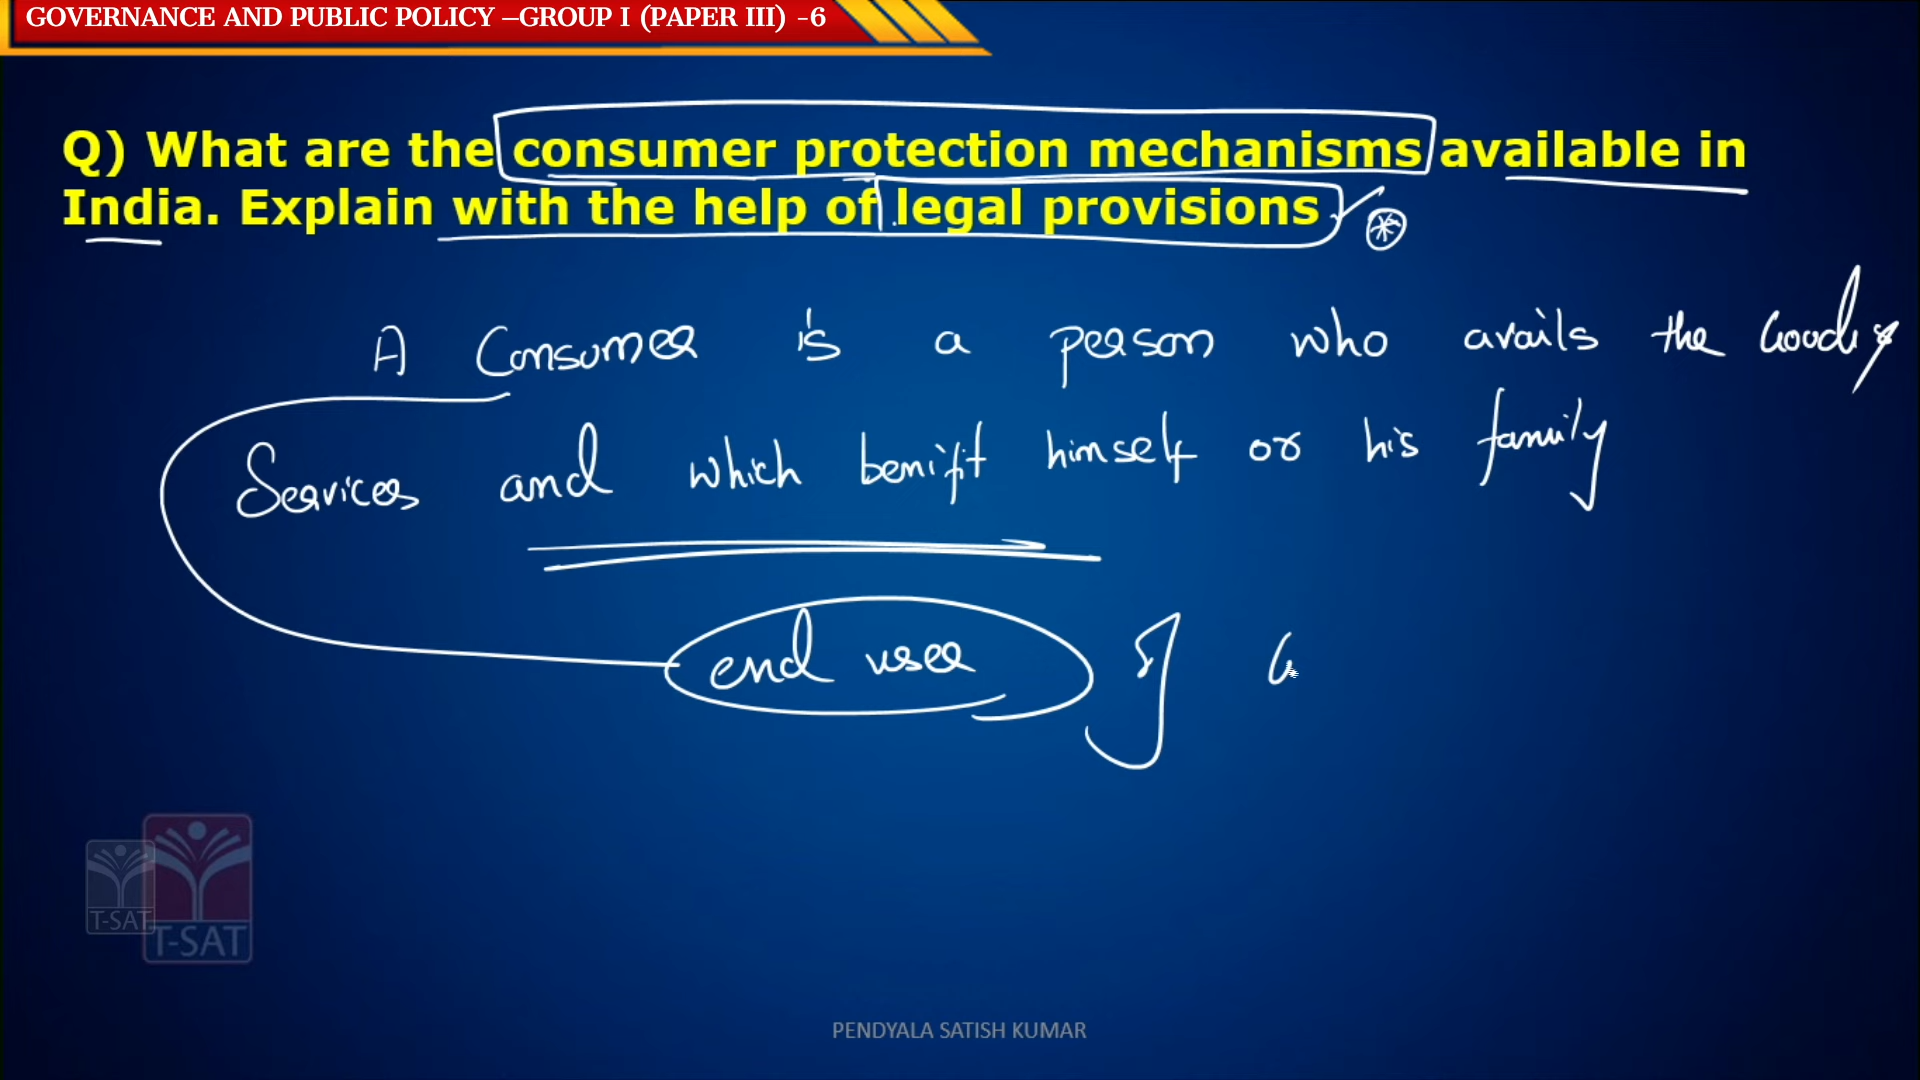 GOVERNANCE AND PUBLIC POLICY –GROUP I (PAPER III) -6
Q) What are the consumer protection mechanisms available in
India. Explain with the help of legal provisions
A Consumer is a person who avails the Goods
Services and which benifit himself or his family
end user of
T-SAT
T-SAT
PENDYALA SATISH KUMAR